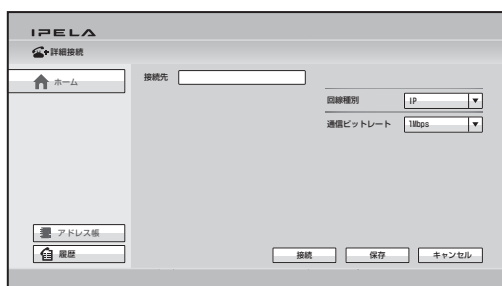 IPELA
詳細接続
ホーム
接続先
回線種別 IP
通信ビットレート 1Mbps
アドレス帳
履歴
接続 保存 キャンセル